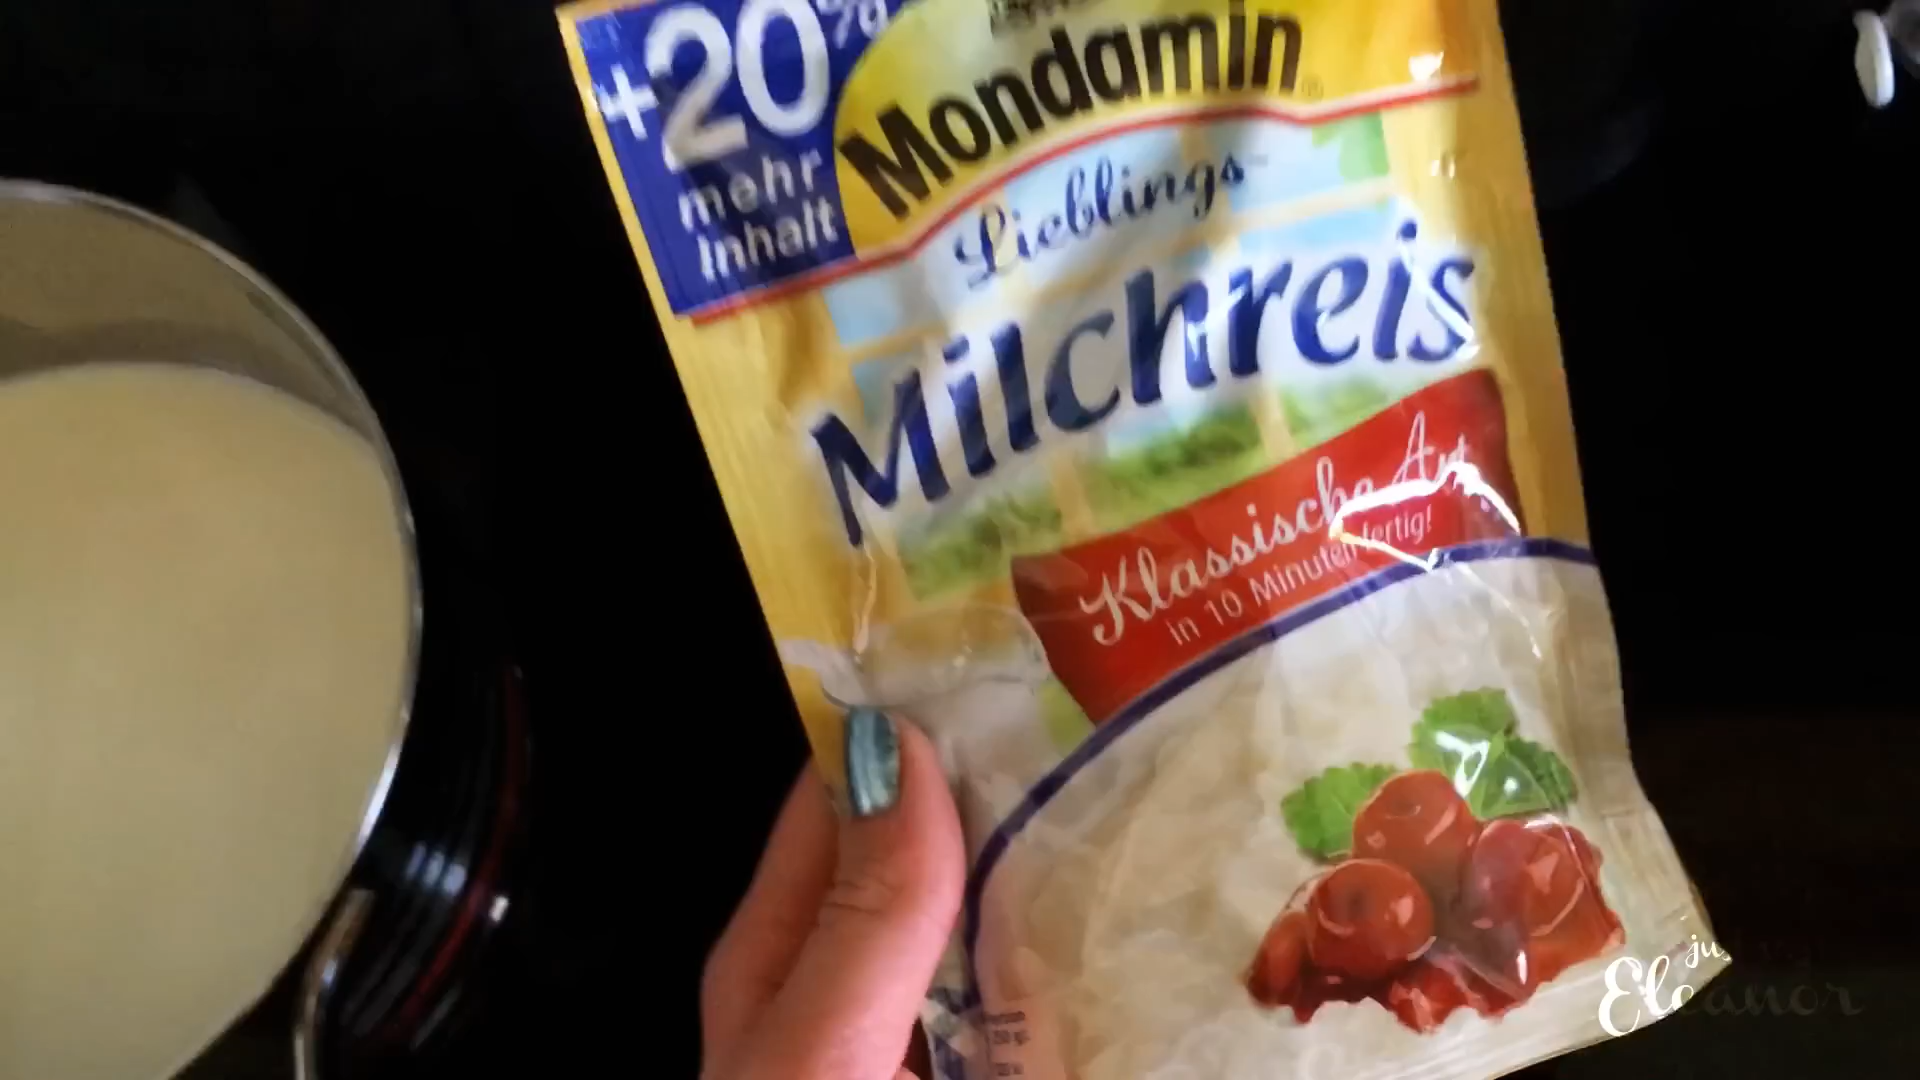 +20%
mehr
Inhalt
Mondamin
Lieblings
Milchreis
Klassische Art
in 10 Minuten fertig!
Eleanor